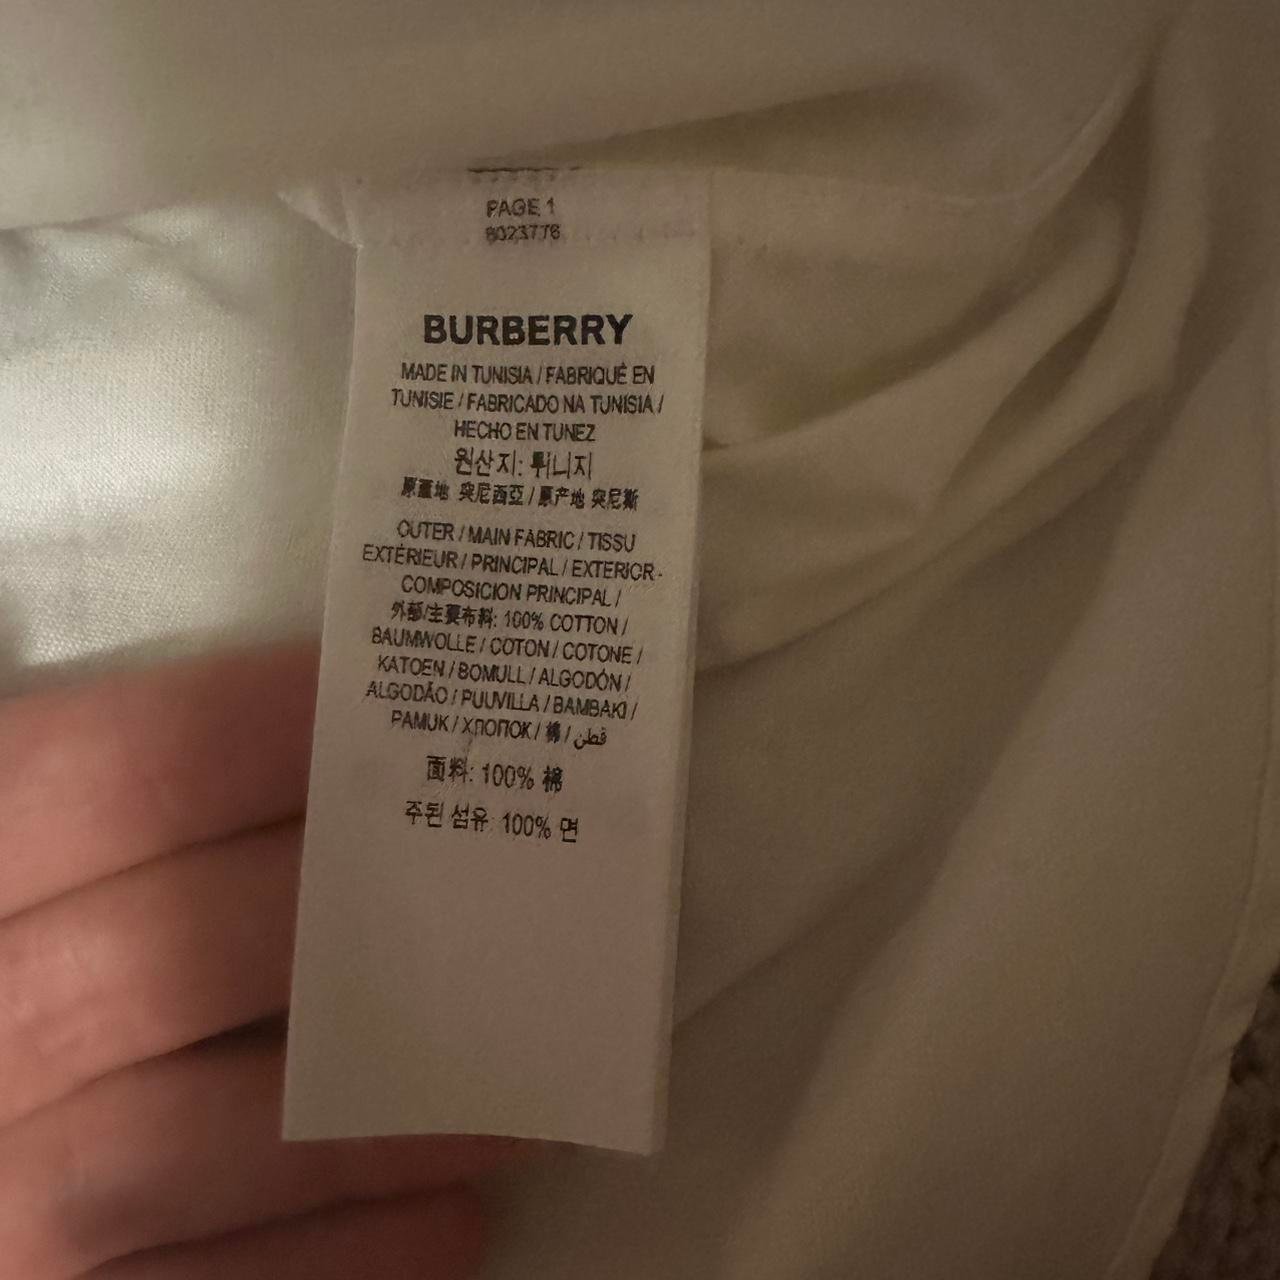 PAGE 1
8023776
BURBERRY
MADE IN TUNISIA / FABRIQUÉ EN
TUNISIE / FABRICADO NA TUNISIA /
HECHO EN TUNEZ
원산지: 튀니지
原產地 突尼西亞 / 原产地 突尼斯
OUTER / MAIN FABRIC / TISSU
EXTÉRIEUR / PRINCIPAL / EXTERIOR -
COMPOSICION PRINCIPAL /
外部/主要布料: 100% COTTON /
BAUMWOLLE / COTON / COTONE /
KATOEN / BOMULL / ALGODÓN /
ALGODÃO / PUUVILLA / BAMBAKI /
PAMUK / ХЛОПОК / 棉 / قطن
面料: 100% 棉
주된 섬유: 100% 면